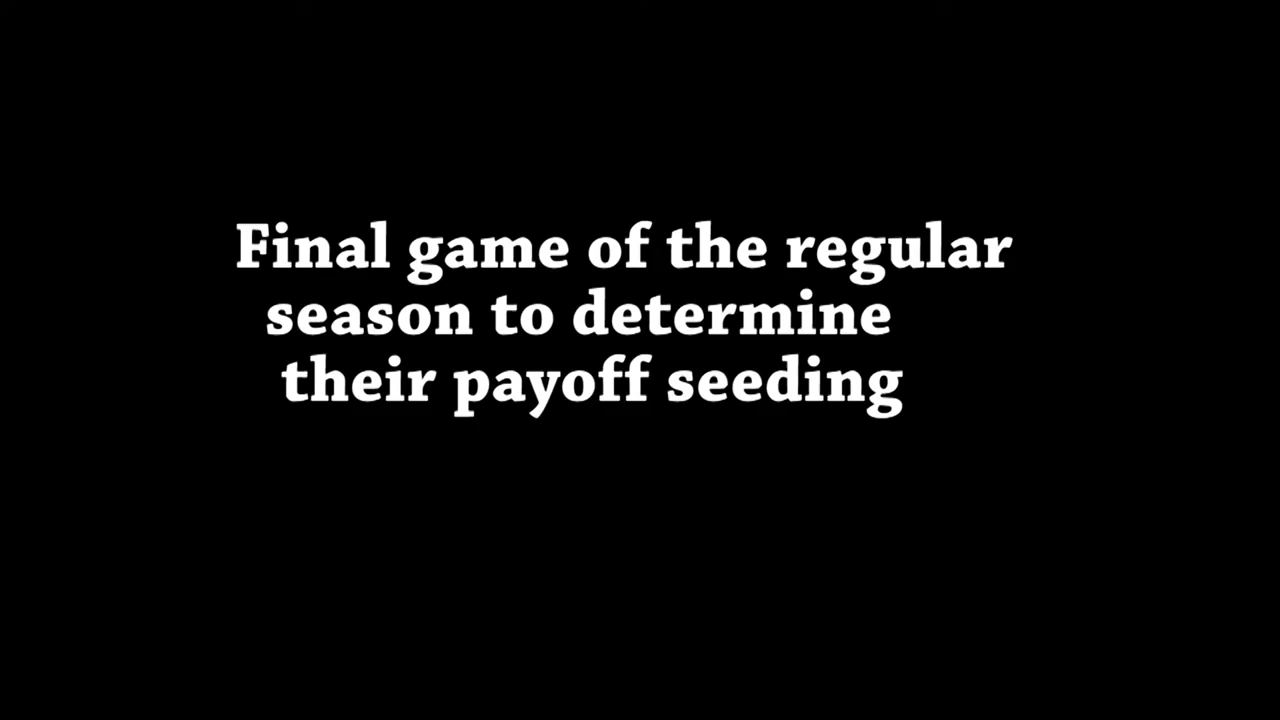 Final game of the regular
season to determine
their payoff seeding